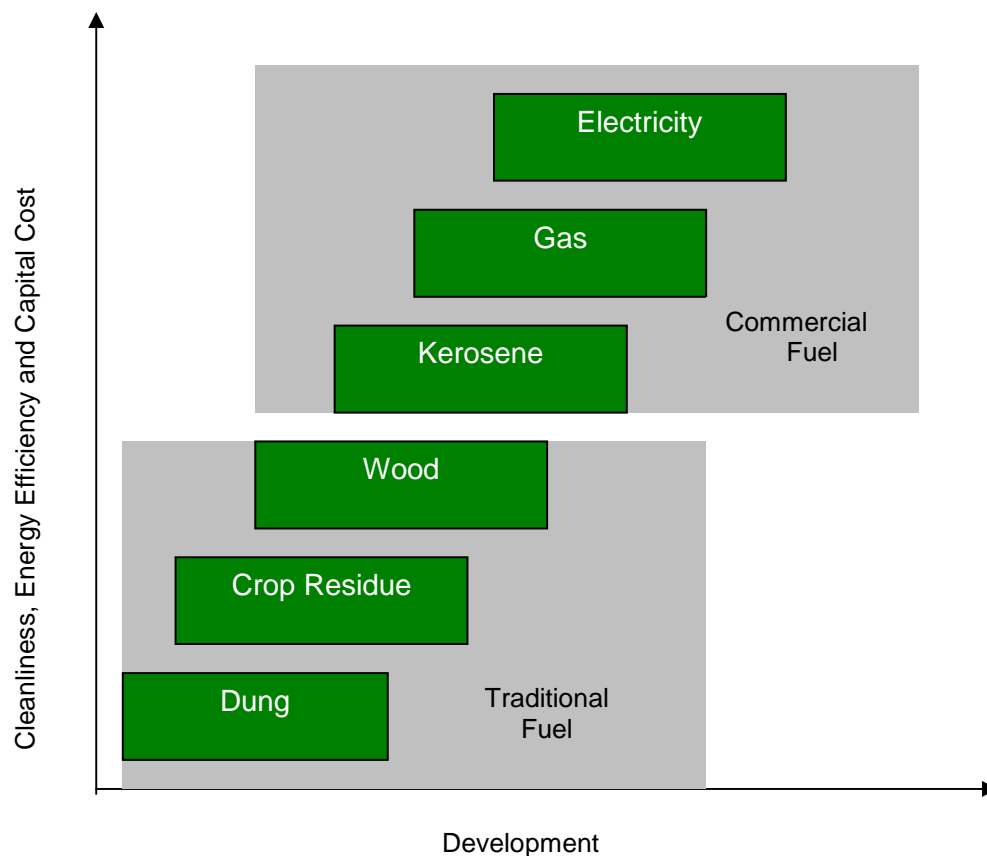 Cleanliness, Energy Efficiency and Capital Cost
Electricity
Gas
Commercial
Fuel
Kerosene
Wood
Crop Residue
Dung
Traditional
Fuel
Development